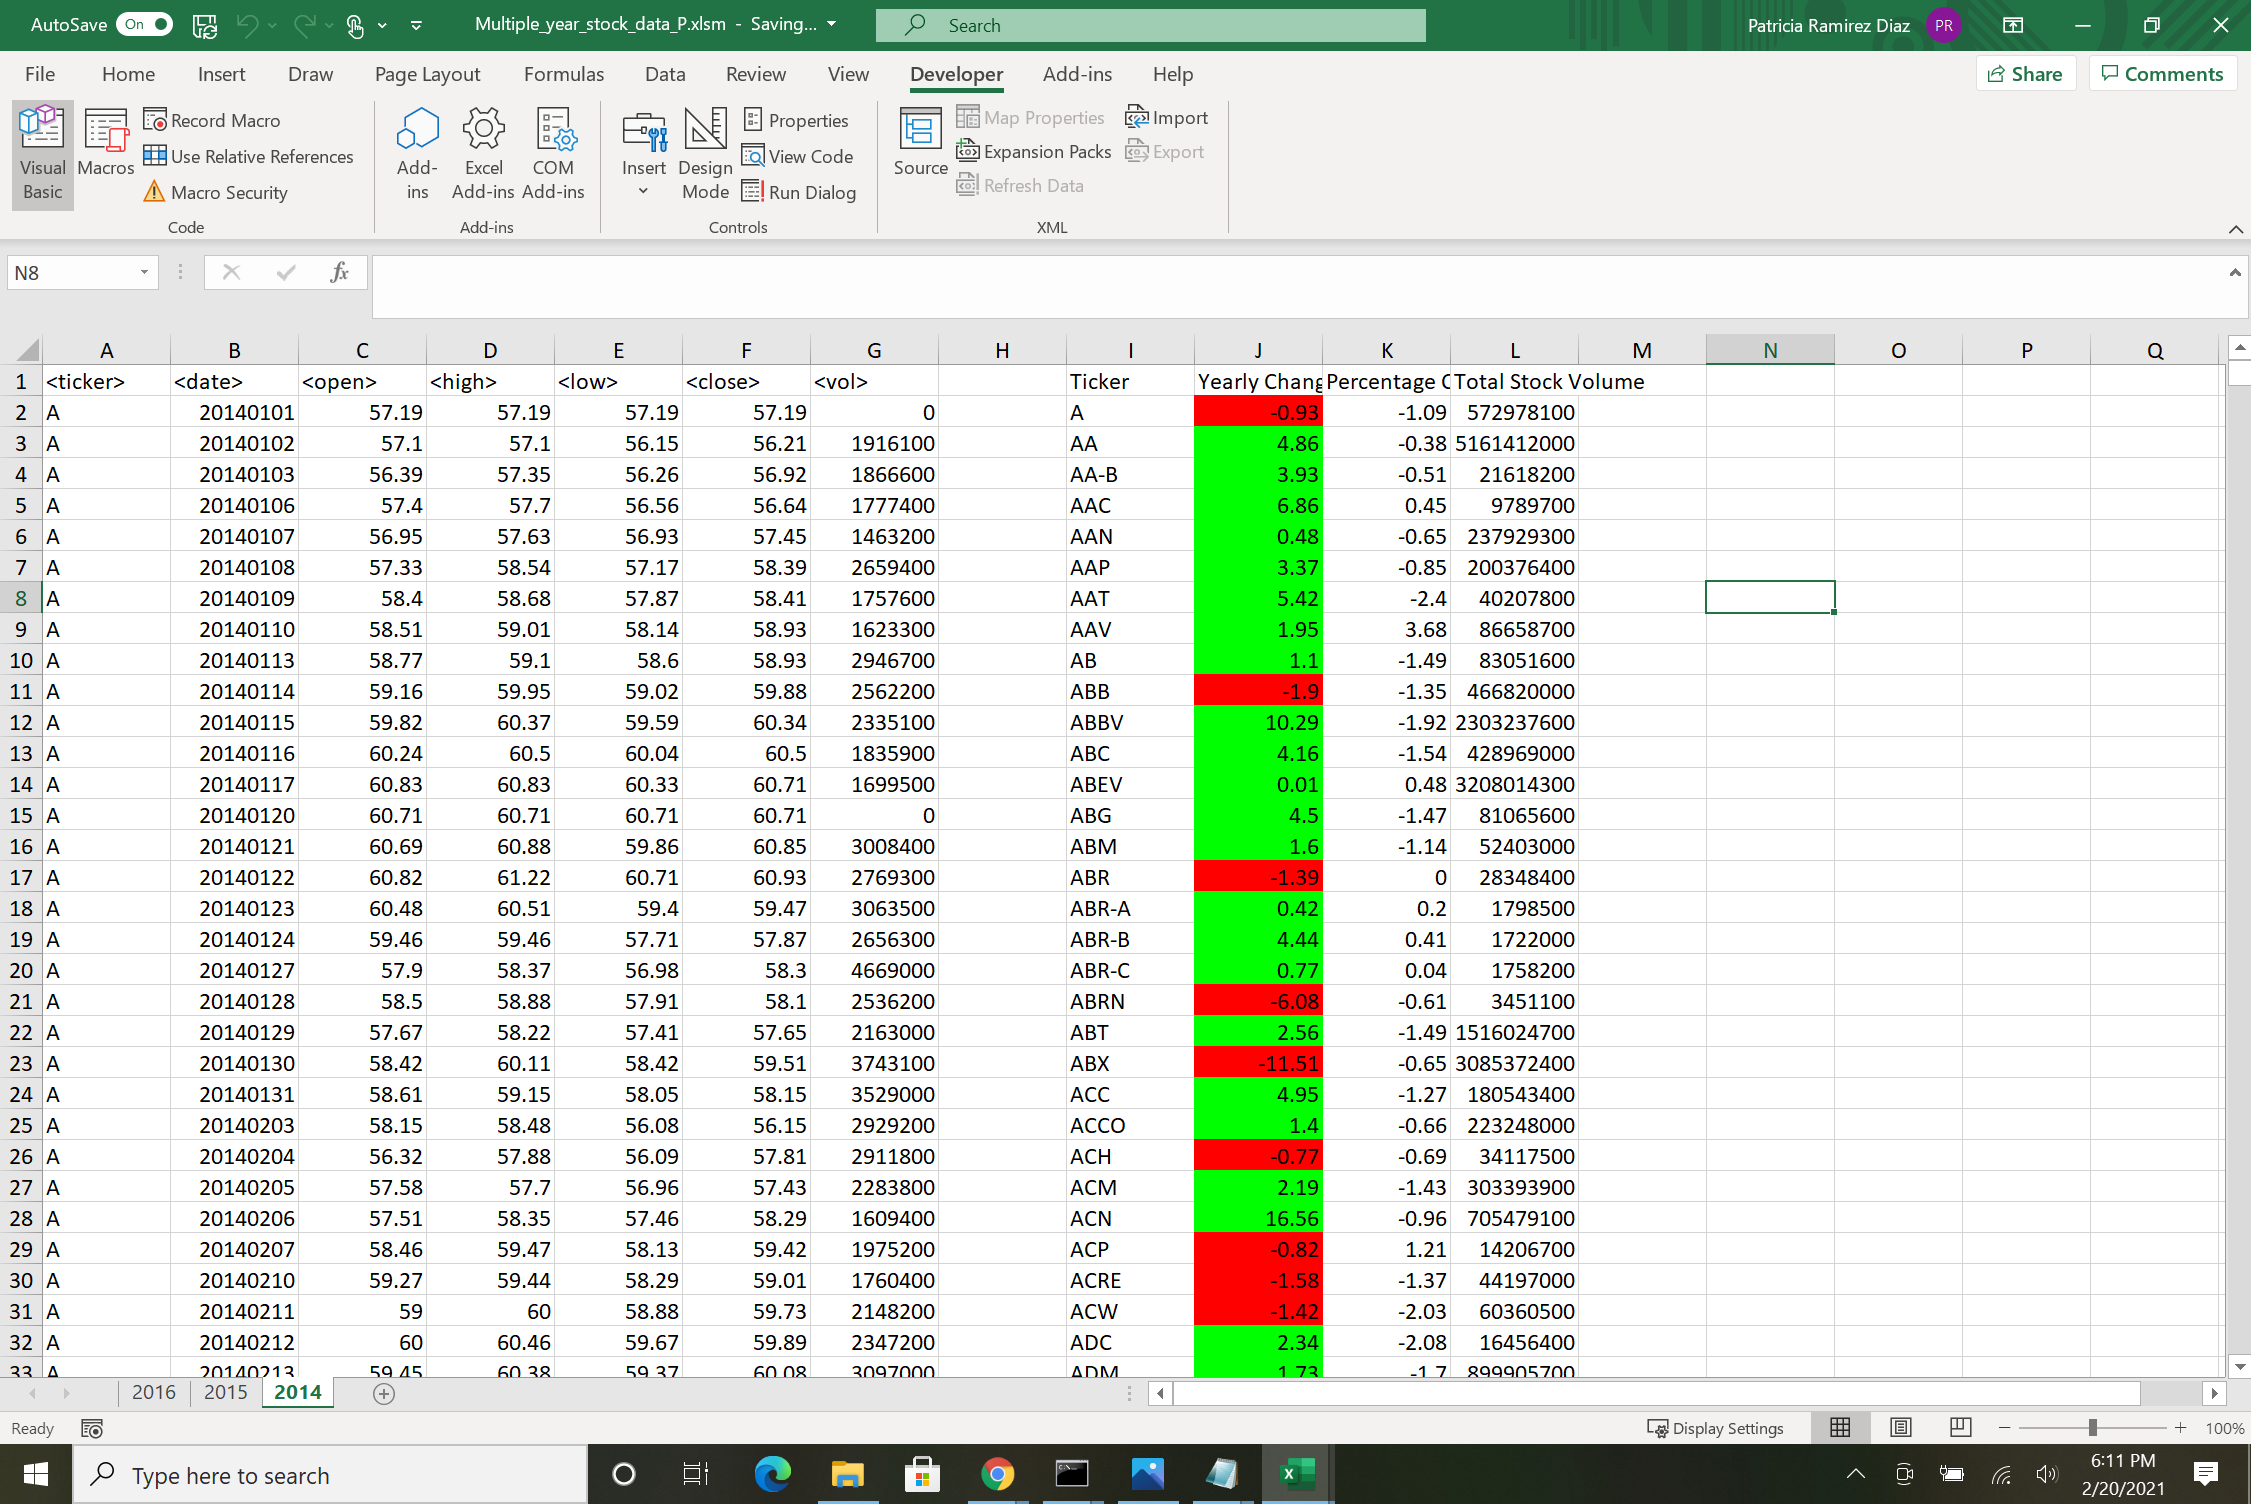 AutoSave On Multiple_year_stock_data_P.xlsm - Saving... Search Patricia Ramirez Diaz PR
File Home Insert Draw Page Layout Formulas Data Review View Developer Add-ins Help Share Comments
Visual Basic Macros Record Macro Use Relative References Macro Security
Add-ins Excel Add-ins COM Add-ins
Insert Design Mode Properties View Code Run Dialog
Source Map Properties Expansion Packs Refresh Data Import Export
Code Add-ins Controls XML
N8 fx
A B C D E F G H I J K L M N O P Q
1 <ticker> <date> <open> <high> <low> <close> <vol> Ticker Yearly Chang Percentage C Total Stock Volume
2 A 20140101 57.19 57.19 57.19 57.19 0 A -0.93 -1.09 572978100
3 A 20140102 57.1 57.1 56.15 56.21 1916100 AA 4.86 -0.38 5161412000
4 A 20140103 56.39 57.35 56.26 56.92 1866600 AA-B 3.93 -0.51 21618200
5 A 20140106 57.4 57.7 56.56 56.64 1777400 AAC 6.86 0.45 9789700
6 A 20140107 56.95 57.63 56.93 57.45 1463200 AAN 0.48 -0.65 237929300
7 A 20140108 57.33 58.54 57.17 58.39 2659400 AAP 3.37 -0.85 200376400
8 A 20140109 58.4 58.68 57.87 58.41 1757600 AAT 5.42 -2.4 40207800
9 A 20140110 58.51 59.01 58.14 58.93 1623300 AAV 1.95 3.68 86658700
10 A 20140113 58.77 59.1 58.6 58.93 2946700 AB 1.1 -1.49 83051600
11 A 20140114 59.16 59.95 59.02 59.88 2562200 ABB -1.9 -1.35 466820000
12 A 20140115 59.82 60.37 59.59 60.34 2335100 ABBV 10.29 -1.92 2303237600
13 A 20140116 60.24 60.5 60.04 60.5 1835900 ABC 4.16 -1.54 428969000
14 A 20140117 60.83 60.83 60.33 60.71 1699500 ABEV 0.01 0.48 3208014300
15 A 20140120 60.71 60.71 60.71 60.71 0 ABG 4.5 -1.47 81065600
16 A 20140121 60.69 60.88 59.86 60.85 3008400 ABM 1.6 -1.14 52403000
17 A 20140122 60.82 61.22 60.71 60.93 2769300 ABR -1.39 0 28348400
18 A 20140123 60.48 60.51 59.4 59.47 3063500 ABR-A 0.42 0.2 1798500
19 A 20140124 59.46 59.46 57.71 57.87 2656300 ABR-B 4.44 0.41 1722000
20 A 20140127 57.9 58.37 56.98 58.3 4669000 ABR-C 0.77 0.04 1758200
21 A 20140128 58.5 58.88 57.91 58.1 2536200 ABRN -6.08 -0.61 3451100
22 A 20140129 57.67 58.22 57.41 57.65 2163000 ABT 2.56 -1.49 1516024700
23 A 20140130 58.42 60.11 58.42 59.51 3743100 ABX -11.51 -0.65 3085372400
24 A 20140131 58.61 59.15 58.05 58.15 3529000 ACC 4.95 -1.27 180543400
25 A 20140203 58.15 58.48 56.08 56.15 2929200 ACCO 1.4 -0.66 223248000
26 A 20140204 56.32 57.88 56.09 57.81 2911800 ACH -0.77 -0.69 34117500
27 A 20140205 57.58 57.7 56.96 57.43 2283800 ACM 2.19 -1.43 303393900
28 A 20140206 57.51 58.35 57.46 58.29 1609400 ACN 16.56 -0.96 705479100
29 A 20140207 58.46 59.47 58.13 59.42 1975200 ACP -0.82 1.21 14206700
30 A 20140210 59.27 59.44 58.29 59.01 1760400 ACRE -1.58 -1.37 44197000
31 A 20140211 59 60 58.88 59.73 2148200 ACW -1.42 -2.03 60360500
32 A 20140212 60 60.46 59.67 59.89 2347200 ADC 2.34 -2.08 16456400
33 A 20140213 59.45 60.38 59.37 60.08 3097000 ADM 1.73 -1.7 899905700
2016 2015 2014
Ready Display Settings 100%
Type here to search 6:11 PM
2/20/2021